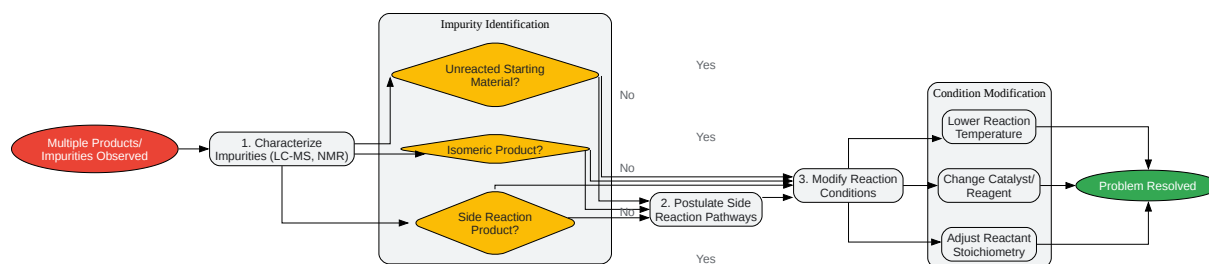 Impurity Identification
Unreacted Starting
Material?
Yes
No
Condition Modification
Lower Reaction
Temperature
Multiple Products/
Impurities Observed
1. Characterize
Impurities (LC-MS, NMR)
Isomeric Product?
Yes
No
3. Modify Reaction
Conditions
Change Catalyst/
Reagent
Problem Resolved
Side Reaction
Product?
No
2. Postulate Side
Reaction Pathways
Adjust Reactant
Stoichiometry
Yes